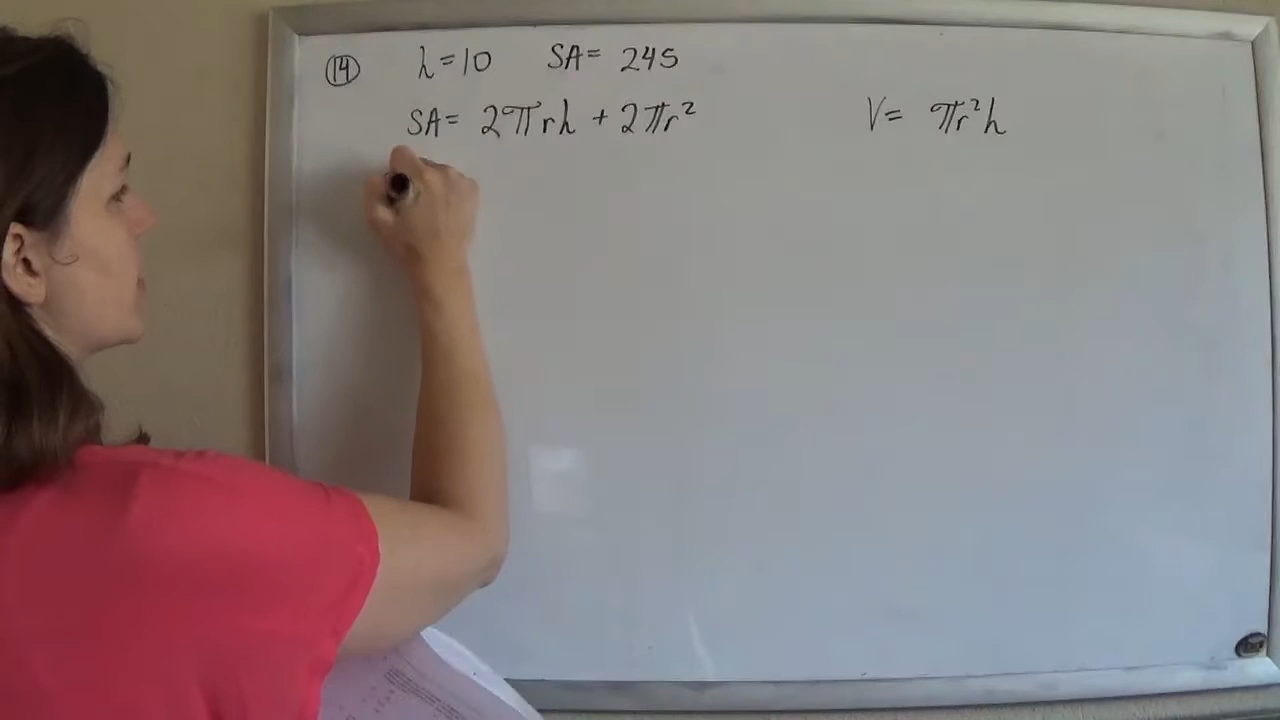 14 h=10 SA= 245
SA= 2πrh + 2πr²
V= πr²h